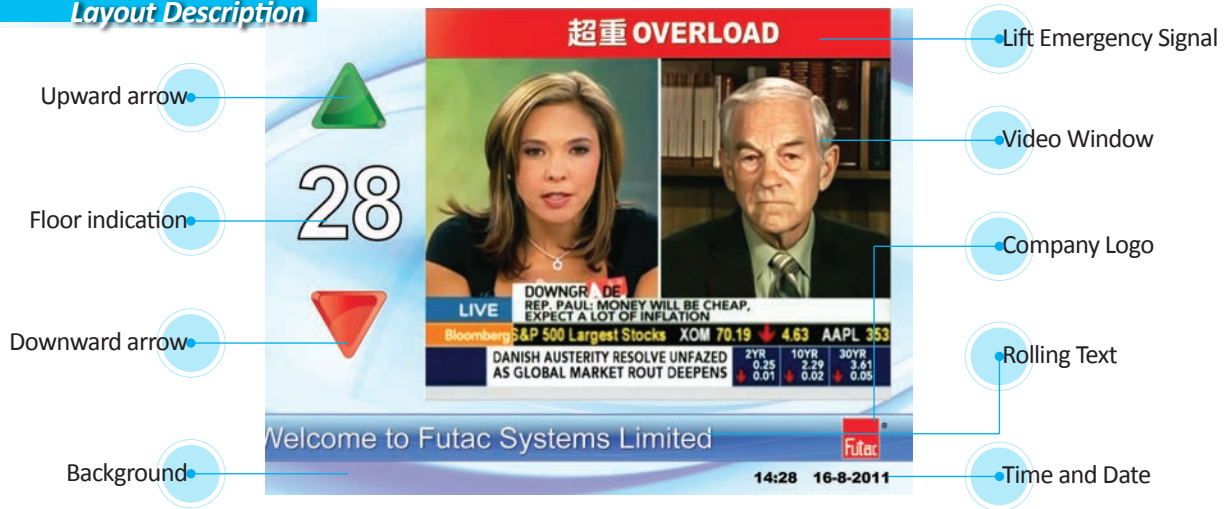 Layout Description
超重 OVERLOAD
Lift Emergency Signal
Upward arrow
Video Window
28
Floor indication
Company Logo
DOWNGR DE
LIVE
REP. PAUL: MONEY WILL BE CHEAP,
EXPECT A LOT OF INFLATION
Bloomberg S&P 500 Largest Stocks XOM 70.19 4.63 AAPL 353
Downward arrow
DANISH AUSTERITY RESOLVE UNFAZED
AS GLOBAL MARKET ROUT DEEPENS
2YR 10YR 30YR
0.25 2.29 3.61
0.01 0.02 0.05
Rolling Text
Welcome to Futac Systems Limited
Futac ®
Background
14:28 16-8-2011
Time and Date